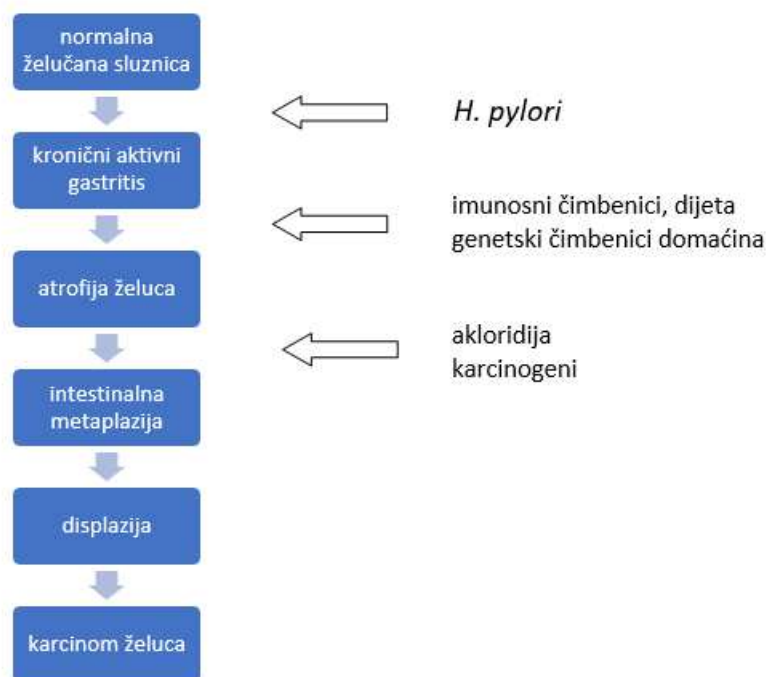 normalna
želučana sluznica
H. pylori
kronični aktivni
gastritis
imunosni čimbenici, dijeta
genetski čimbenici domaćina
atrofija želuca
akloridija
karcinogeni
intestinalna
metaplazija
displazija
karcinom želuca